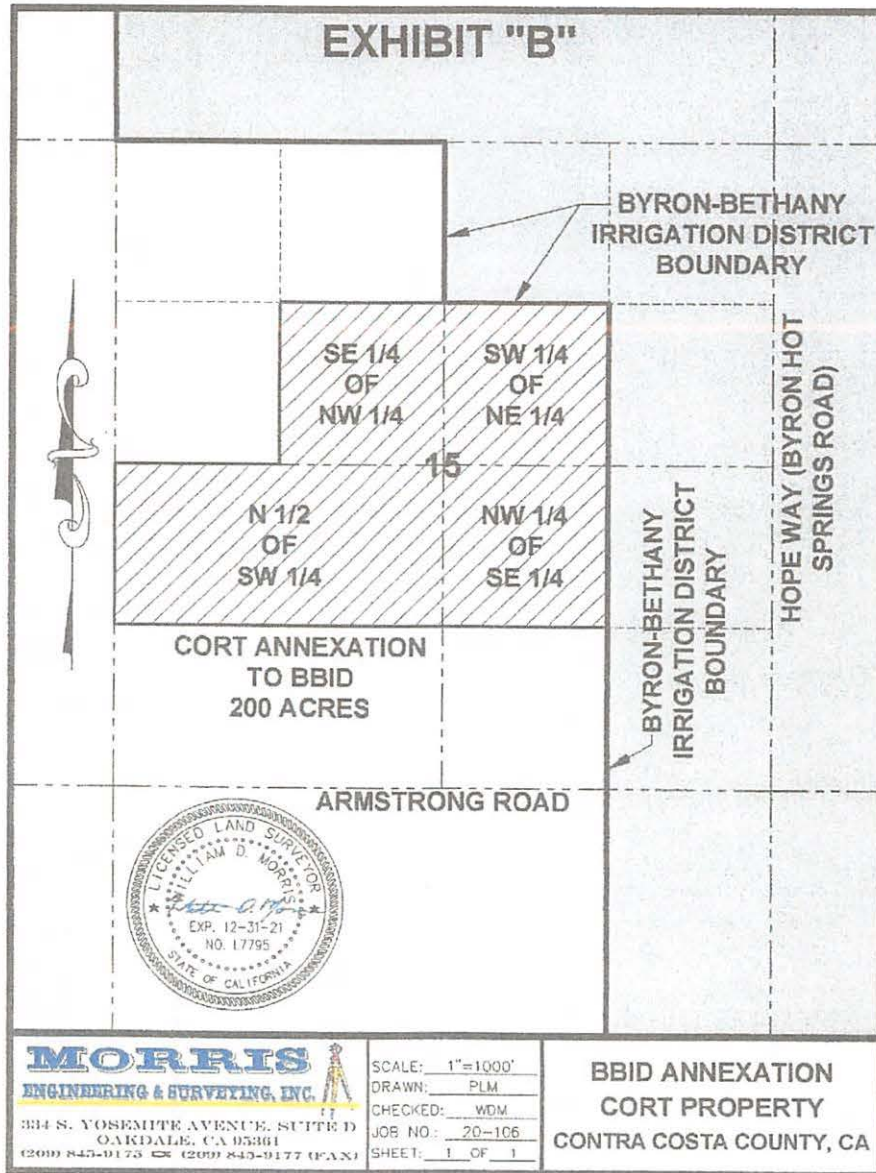 EXHIBIT "B"
BYRON-BETHANY
IRRIGATION DISTRICT
BOUNDARY
SE 1/4
OF
NW 1/4
SW 1/4
OF
NE 1/4
15
N 1/2
OF
SW 1/4
NW 1/4
OF
SE 1/4
HOPE WAY (BYRON HOT
SPRINGS ROAD)
BYRON-BETHANY
IRRIGATION DISTRICT
BOUNDARY
CORT ANNEXATION
TO BBID
200 ACRES
ARMSTRONG ROAD
LICENSED LAND SURVEYOR
WILLIAM D. MORRIS
EXP. 12-31-21
NO. L7795
STATE OF CALIFORNIA
MORRIS
ENGINEERING & SURVEYING, INC.
334 S. YOSEMITE AVENUE, SUITE D
OAKDALE, CA 95361
(209) 845-9175 (209) 845-9177 (FAX)
SCALE: 1"=1000'
DRAWN: PLM
CHECKED: WDM
JOB NO.: 20-106
SHEET: 1 OF 1
BBID ANNEXATION
CORT PROPERTY
CONTRA COSTA COUNTY, CA